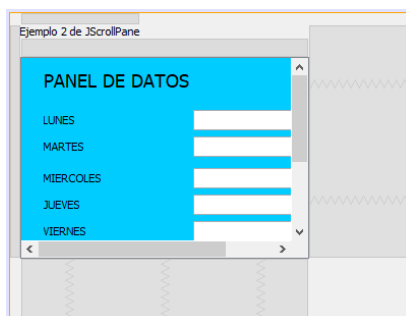 Ejemplo 2 de JScrollPane
PANEL DE DATOS
LUNES
MARTES
MIERCOLES
JUEVES
VIERNES